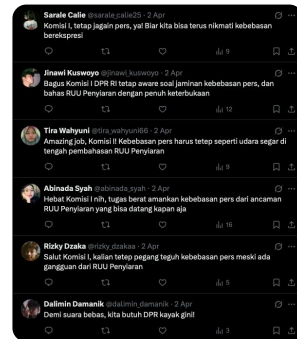 Sarale Calie @sarale_calie25 · 2 Apr
Komisi I, tetap jagain pers, ya! Biar kita bisa terus nikmati kebebasan
berekspresi
9
Jinawi Kuswoyo @jinawi_kuswoyo · 2 Apr
Bagus Komisi I DPR RI tetap aware soal jaminan kebebasan pers, dan
bahas RUU Penyiaran dengan penuh keterbukaan
12
Tira Wahyuni @tira_wahyuni66 · 2 Apr
Amazing job, Komisi I! Kebebasan pers harus tetep seperti udara segar di
tengah pembahasan RUU Penyiaran
9
Abinada Syah @abinada_syah · 2 Apr
Hebat Komisi I nih, tugas berat amankan kebebasan pers dari ancaman
RUU Penyiaran yang bisa datang kapan aja
16
Rizky Dzaka @rizky_dzakaa · 2 Apr
Salut Komisi I, kalian tetep pegang teguh kebebasan pers meski ada
gangguan dari RUU Penyiaran
5
Dalimin Damanik @dalimin_damanik · 2 Apr
Demi suara bebas, kita butuh DPR kayak gini!
3